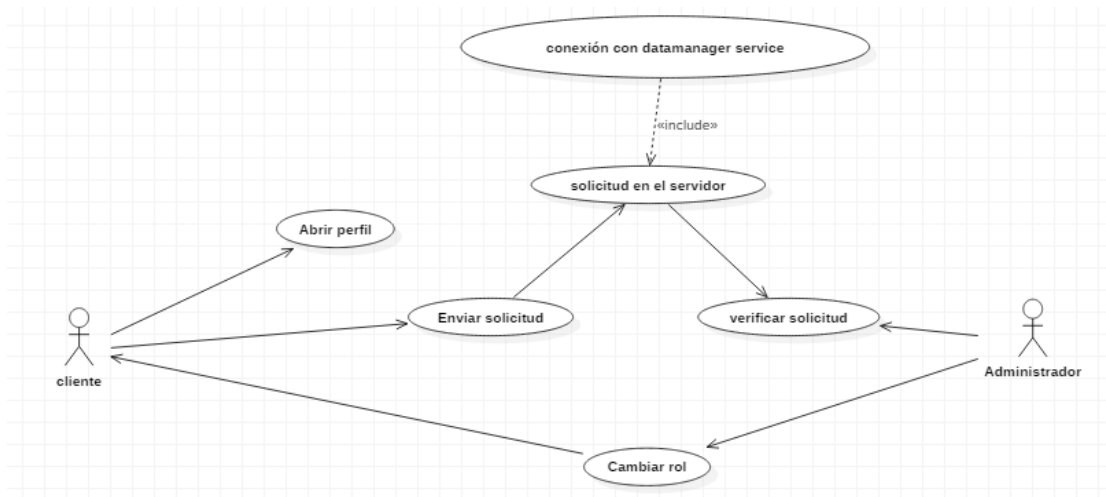 conexión con datamanager service
«include»
solicitud en el servidor
Abrir perfil
Enviar solicitud
verificar solicitud
cliente
Administrador
Cambiar rol